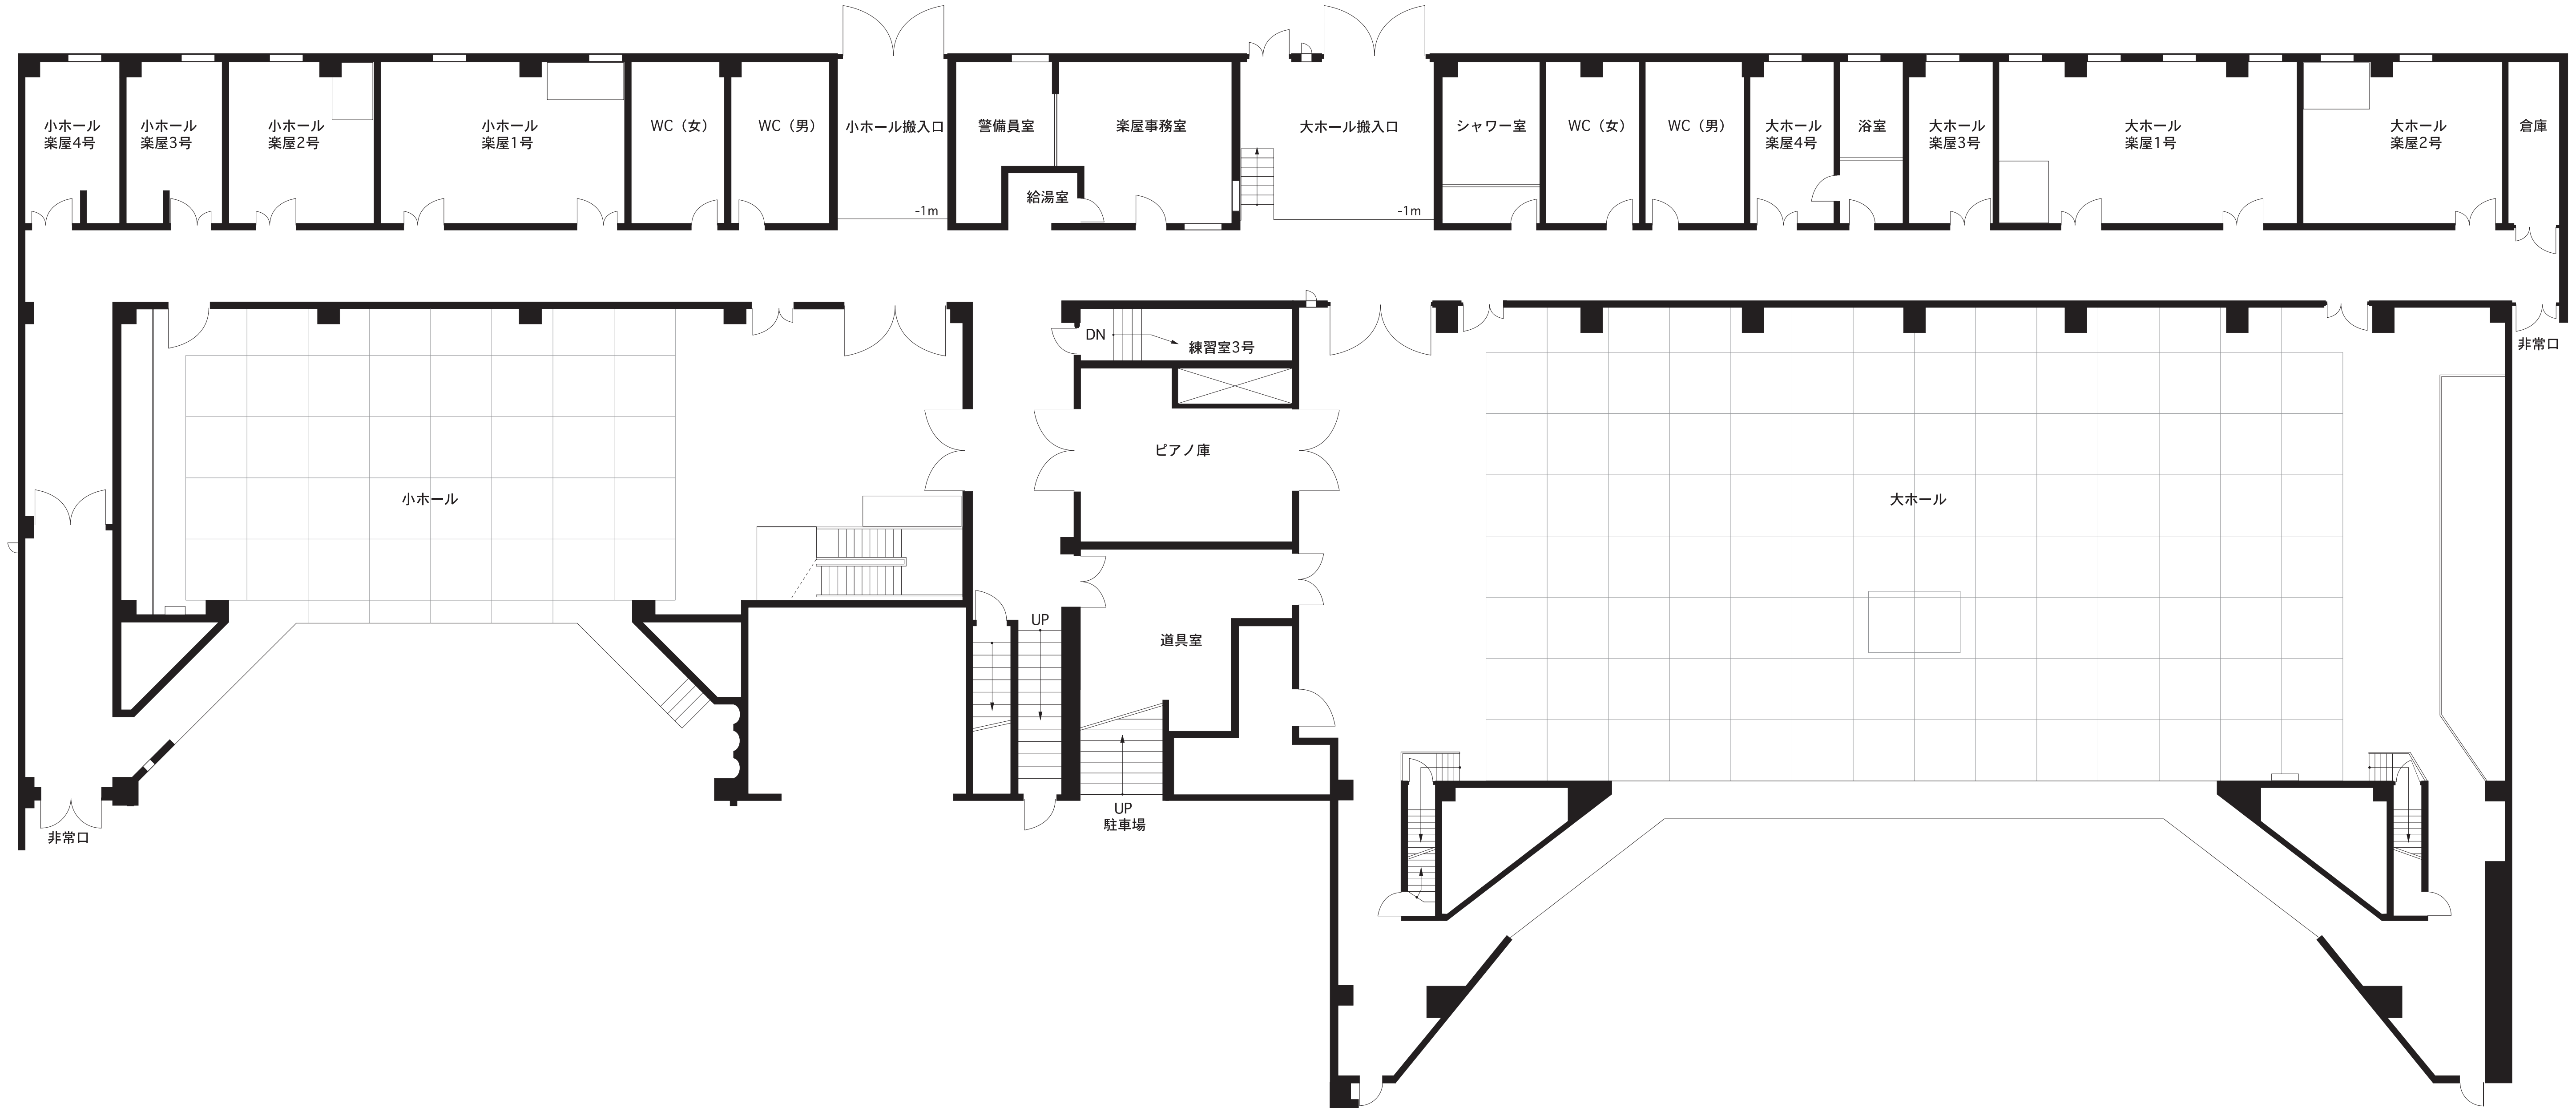 小ホール
楽屋4号
小ホール
楽屋3号
小ホール
楽屋2号
小ホール
楽屋1号
WC（女）
WC（男）
小ホール搬入口
-1m
警備員室
給湯室
楽屋事務室
大ホール搬入口
-1m
シャワー室
WC（女）
WC（男）
大ホール
楽屋4号
浴室
大ホール
楽屋3号
大ホール
楽屋1号
大ホール
楽屋2号
倉庫
DN
練習室3号
非常口
ピアノ庫
小ホール
大ホール
UP
道具室
UP
駐車場
非常口